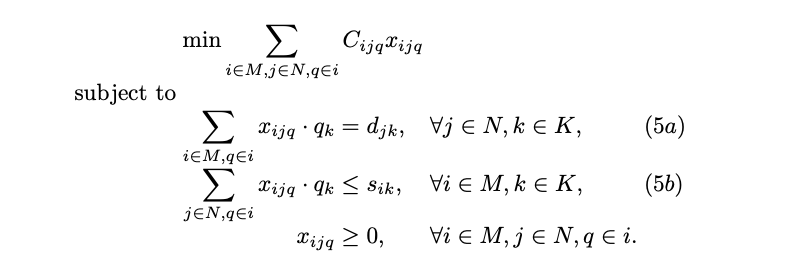 min ∑_{i∈M,j∈N,q∈i} C_{ijq}x_{ijq}
subject to
∑_{i∈M,q∈i} x_{ijq} · q_k = d_{jk}, ∀j ∈ N, k ∈ K, (5a)
∑_{j∈N,q∈i} x_{ijq} · q_k ≤ s_{ik}, ∀i ∈ M, k ∈ K, (5b)
x_{ijq} ≥ 0, ∀i ∈ M, j ∈ N, q ∈ i.